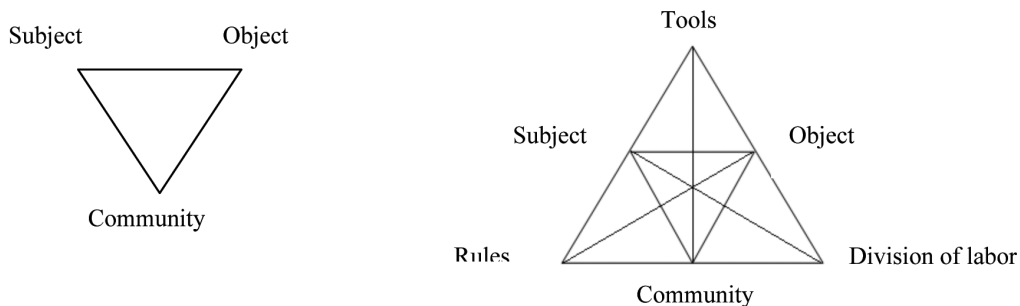 Subject Object
Community
Tools
Subject Object
Rules Division of labor
Community